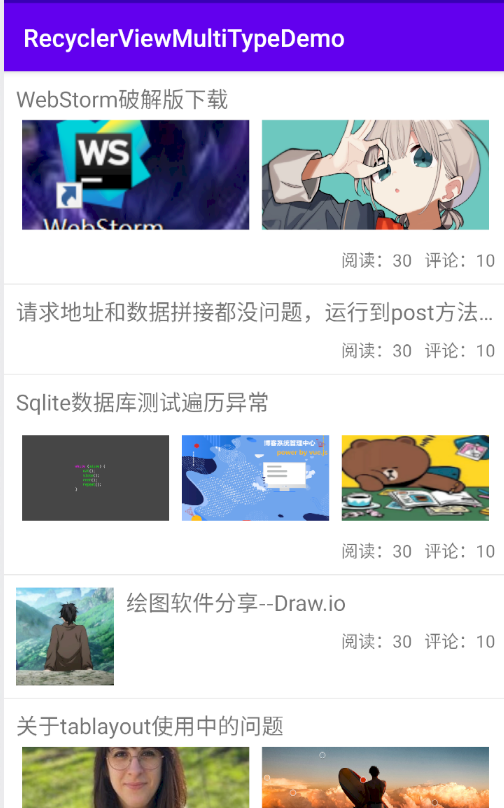 RecyclerViewMultiTypeDemo
WebStorm破解版下载
WS
WebStorm
阅读：30 评论：10
请求地址和数据拼接都没问题，运行到post方法...
阅读：30 评论：10
Sqlite数据库测试遍历异常
博客系统管理中心
power by vue.js
阅读：30 评论：10
绘图软件分享--Draw.io
阅读：30 评论：10
关于tablayout使用中的问题